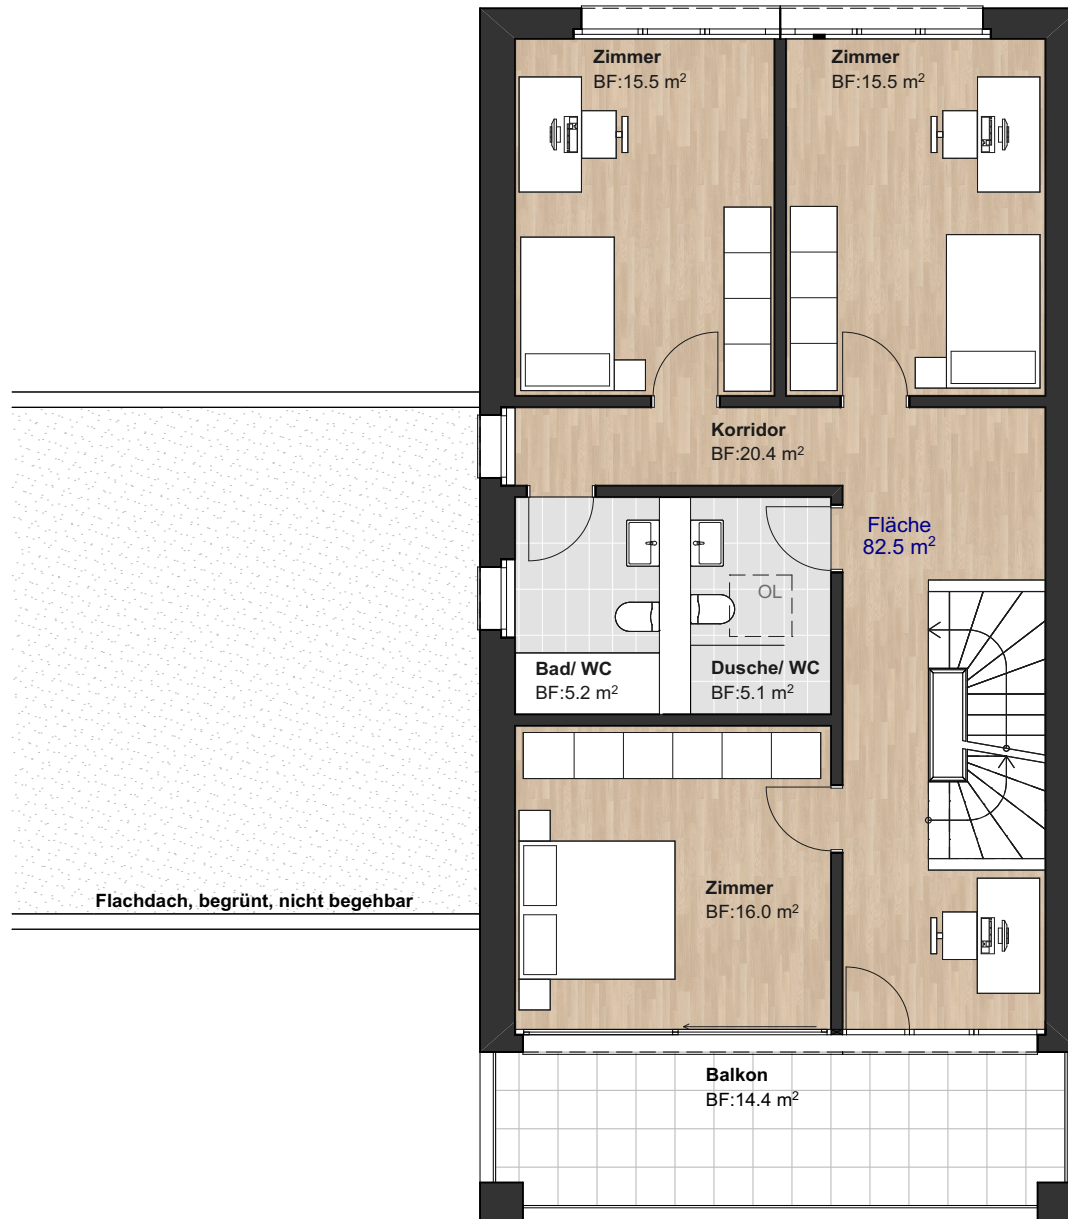 Zimmer
BF:15.5 m²
Zimmer
BF:15.5 m²
Korridor
BF:20.4 m²
Fläche
82.5 m²
OL
Bad/ WC
BF:5.2 m²
Dusche/ WC
BF:5.1 m²
Zimmer
BF:16.0 m²
Flachdach, begrünt, nicht begehbar
Balkon
BF:14.4 m²